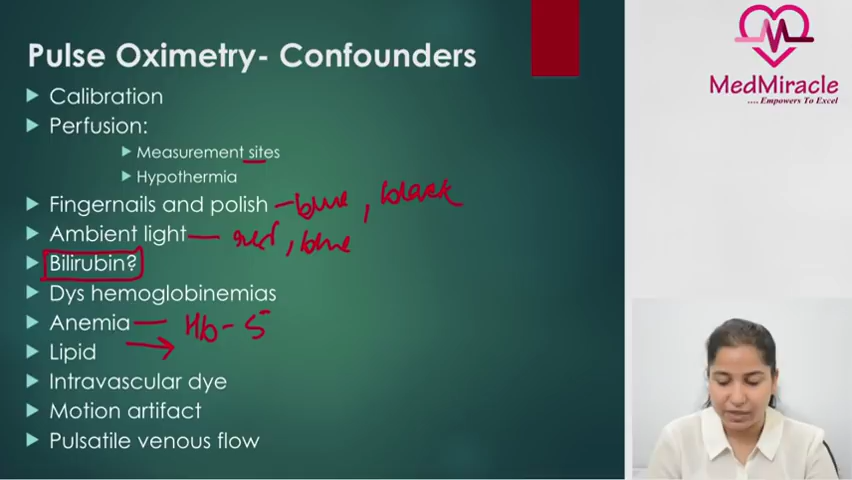 Pulse Oximetry- Confounders
Calibration
Perfusion:
Measurement sites
Hypothermia
Fingernails and polish – blue, black
Ambient light – red, blue
Bilirubin?
Dys hemoglobinemias
Anemia – Hb - 5
Lipid
Intravascular dye
Motion artifact
Pulsatile venous flow
MedMiracle
....Empowers To Excel